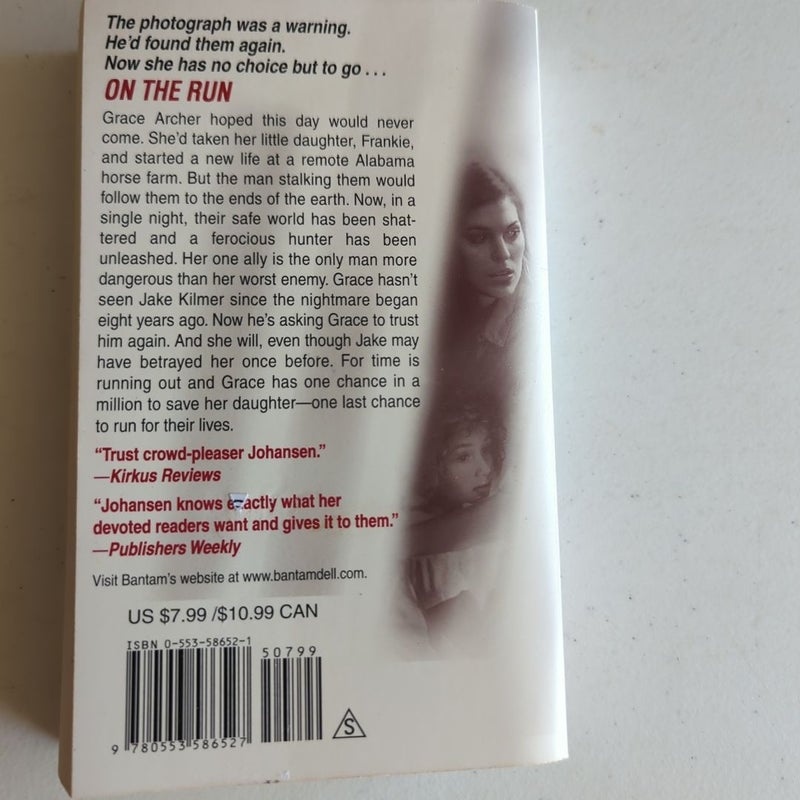 The photograph was a warning.
He'd found them again.
Now she has no choice but to go . . .
ON THE RUN
Grace Archer hoped this day would never
come. She'd taken her little daughter, Frankie,
and started a new life at a remote Alabama
horse farm. But the man stalking them would
follow them to the ends of the earth. Now, in a
single night, their safe world has been shat-
tered and a ferocious hunter has been
unleashed. Her one ally is the only man more
dangerous than her worst enemy. Grace hasn't
seen Jake Kilmer since the nightmare began
eight years ago. Now he's asking Grace to trust
him again. And she will, even though Jake may
have betrayed her once before. For time is
running out and Grace has one chance in a
million to save her daughter—one last chance
to run for their lives.
"Trust crowd-pleaser Johansen."
—Kirkus Reviews
"Johansen knows exactly what her
devoted readers want and gives it to them."
—Publishers Weekly
Visit Bantam's website at www.bantamdell.com.
US $7.99 /$10.99 CAN
ISBN 0-553-58652-1
50799
9 780553 586527
S